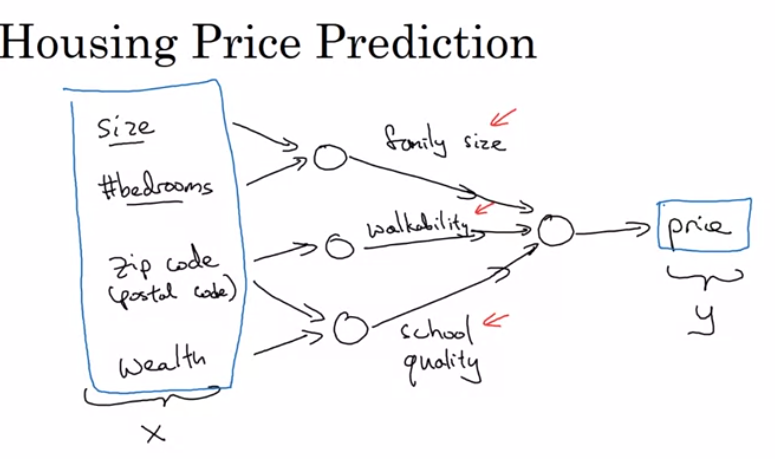 Housing Price Prediction
size
family size
#bedrooms
walkability
price
zip code
(postal code)
y
school
quality
wealth
x